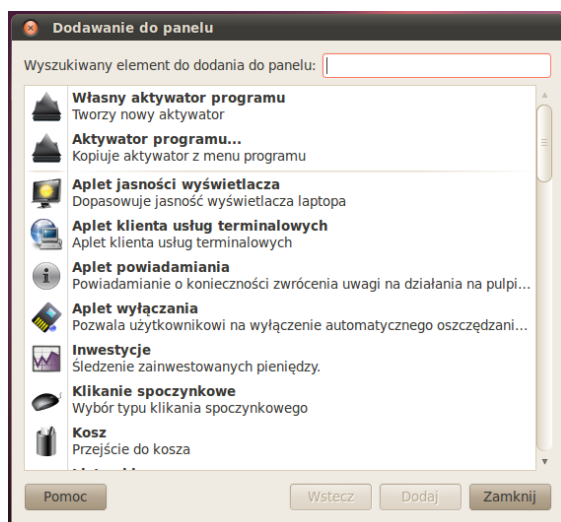 Dodawanie do panelu
Wyszukiwany element do dodania do panelu:
Własny aktywator programu
Tworzy nowy aktywator
Aktywator programu...
Kopiuje aktywator z menu programu
Aplet jasności wyświetlacza
Dopasowuje jasność wyświetlacza laptopa
Aplet klienta usług terminalowych
Aplet klienta usług terminalowych
Aplet powiadamiania
Powiadamianie o konieczności zwrócenia uwagi na działania na pulpi...
Aplet wyłączania
Pozwala użytkownikowi na wyłączenie automatycznego oszczędzani...
Inwestycje
Śledzenie zainwestowanych pieniędzy.
Klikanie spoczynkowe
Wybór typu klikania spoczynkowego
Kosz
Przejście do kosza
Pomoc Wstecz Dodaj Zamknij